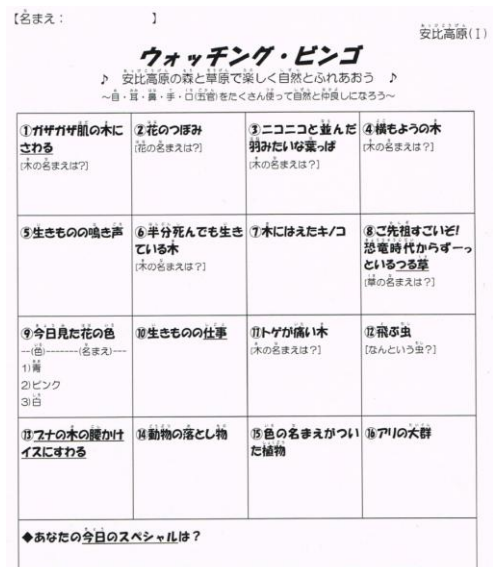 【名まえ： 】
安比高原(Ⅰ)
ウォッチング・ビンゴ
♪ 安比高原の森と草原で楽しく自然とふれあおう ♪
～目・耳・鼻・手・口(五官)をたくさん使って自然と仲良しになろう～
①ガザガザ肌の木に
さわる
[木の名まえは?]
②花のつぼみ
[花の名まえは?]
③ニコニコと並んだ
羽みたいな葉っぱ
[木の名まえは?]
④横もようの木
[木の名まえは?]
⑤生きものの鳴き声
⑥半分死んでも生き
ている木
[木の名まえは?]
⑦木にはえたキノコ
⑧ご先祖すごいぞ!
恐竜時代からずーっ
といるつる草
[草の名まえは?]
⑨今日見た花の色
--(色)-------(名まえ)---
1)青
2)ピンク
3)白
⑩生きものの仕事
⑪トゲが痛い木
[木の名まえは?]
⑫飛ぶ虫
[なんという虫?]
⑬ブナの木の腰かけ
イスにすわる
⑭動物の落とし物
⑮色の名まえがつい
た植物
⑯アリの大群
◆あなたの今日のスペシャルは？